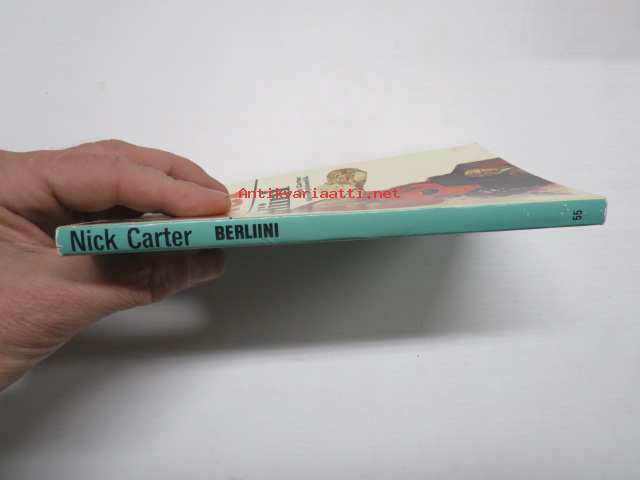 Antikvariaatti.net
Nick Carter BERLIINI 55